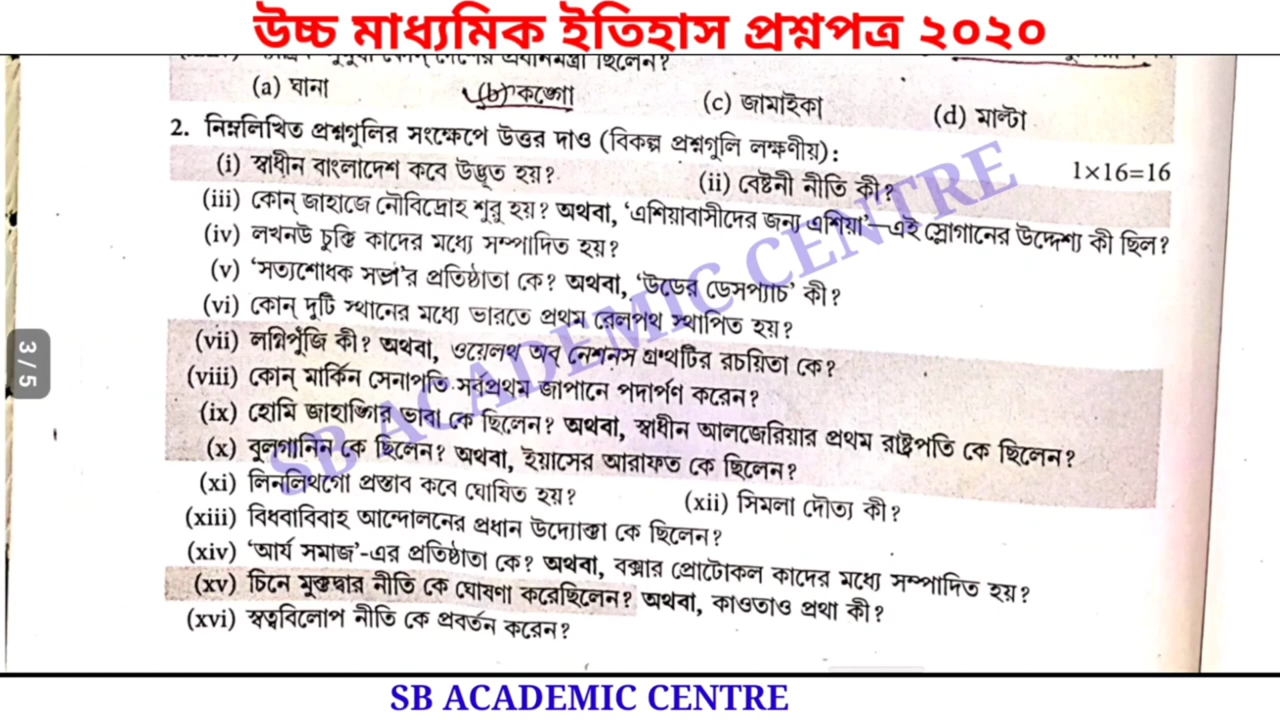 উচ্চ মাধ্যমিক ইতিহাস প্রশ্নপত্র ২০২০
প্রধানমন্ত্রী ছিলেন?
(a) ঘানা (b) কঙ্গো (c) জামাইকা (d) মাল্টা
2. নিম্নলিখিত প্রশ্নগুলির সংক্ষেপে উত্তর দাও (বিকল্প প্রশ্নগুলি লক্ষণীয়) : 1×16=16
(i) স্বাধীন বাংলাদেশ কবে উদ্ভূত হয়? (ii) বেষ্টনী নীতি কী?
(iii) কোন্ জাহাজে নৌবিদ্রোহ শুরু হয়? অথবা, ‘এশিয়াবাসীদের জন্য এশিয়া’—এই স্লোগানের উদ্দেশ্য কী ছিল?
(iv) লখনউ চুক্তি কাদের মধ্যে সম্পাদিত হয়?
(v) ‘সত্যশোধক সভা’র প্রতিষ্ঠাতা কে? অথবা, ‘উডের ডেসপ্যাচ’ কী?
(vi) কোন্ দুটি স্থানের মধ্যে ভারতে প্রথম রেলপথ স্থাপিত হয়?
(vii) লগ্নিপুঁজি কী? অথবা, ওয়েলথ অব নেশনস গ্রন্থটির রচয়িতা কে?
(viii) কোন্ মার্কিন সেনাপতি সর্বপ্রথম জাপানে পদার্পণ করেন?
(ix) হোমি জাহাঙ্গির ভাবা কে ছিলেন? অথবা, স্বাধীন আলজেরিয়ার প্রথম রাষ্ট্রপতি কে ছিলেন?
(x) বুলগানিন কে ছিলেন? অথবা, ইয়াসের আরাফত কে ছিলেন?
(xi) লিনলিথগো প্রস্তাব কবে ঘোষিত হয়? (xii) সিমলা দৌত্য কী?
(xiii) বিধবাবিবাহ আন্দোলনের প্রধান উদ্যোক্তা কে ছিলেন?
(xiv) ‘আর্য সমাজ’-এর প্রতিষ্ঠাতা কে? অথবা, বক্সার প্রোটোকল কাদের মধ্যে সম্পাদিত হয়?
(xv) চিনে মুক্তদ্বার নীতি কে ঘোষণা করেছিলেন? অথবা, কাওতাও প্রথা কী?
(xvi) স্বত্ববিলোপ নীতি কে প্রবর্তন করেন?
3/5
SB ACADEMIC CENTRE
SB ACADEMIC CENTRE